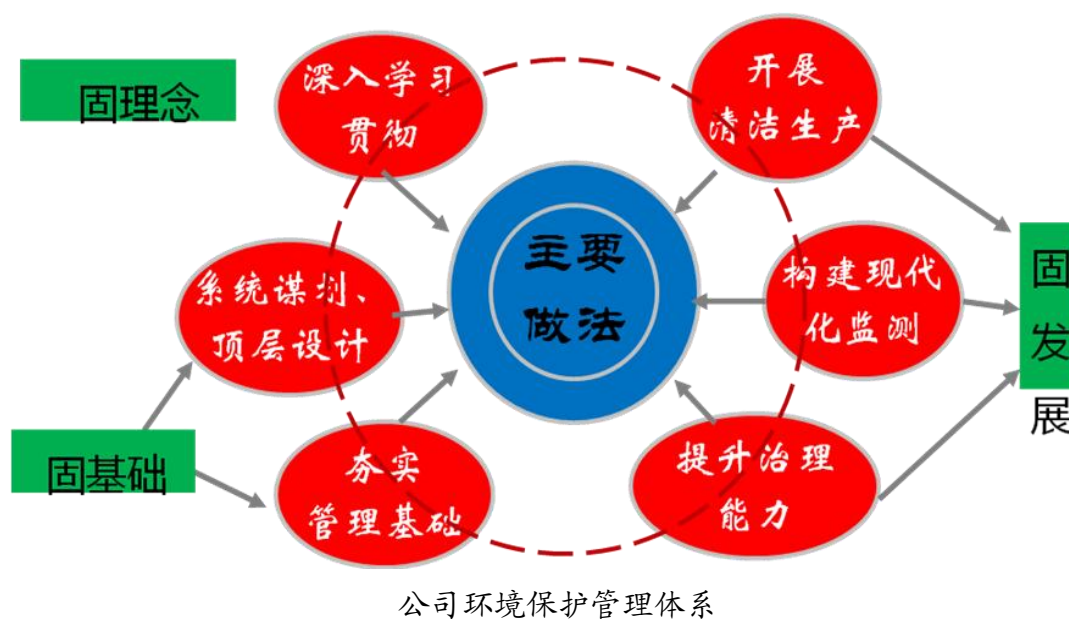 固理念
深入学习
贯彻
开展
清洁生产
系统谋划、
顶层设计
主要
做法
构建现代
化监测
固
发
展
固基础
夯实
管理基础
提升治理
能力
公司环境保护管理体系